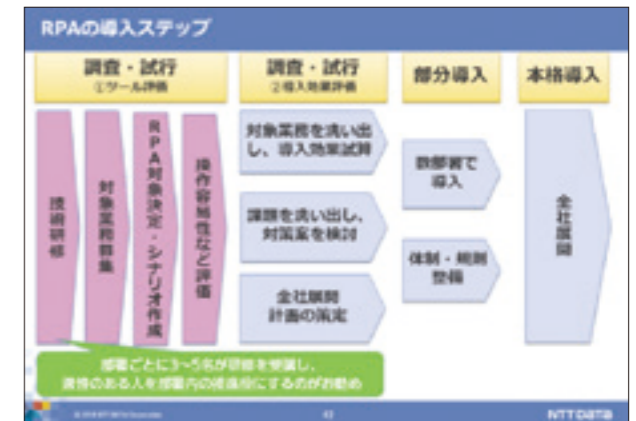 RPAの導入ステップ
調査・試行
①ツール評価
調査・試行
②導入効果評価
部分導入
本格導入
技術研修
対象業務募集
RPA対象決定・シナリオ作成
操作容易性など評価
対象業務を洗い出
し、導入効果試算
課題を洗い出し、
対策案を検討
全社展開
計画の策定
数部署で
導入
体制・規則
整備
全社展開
部署ごとに3~5名が研修を受講し、
適性のある人を部署内の推進役にするのがお勧め
NTT DATA